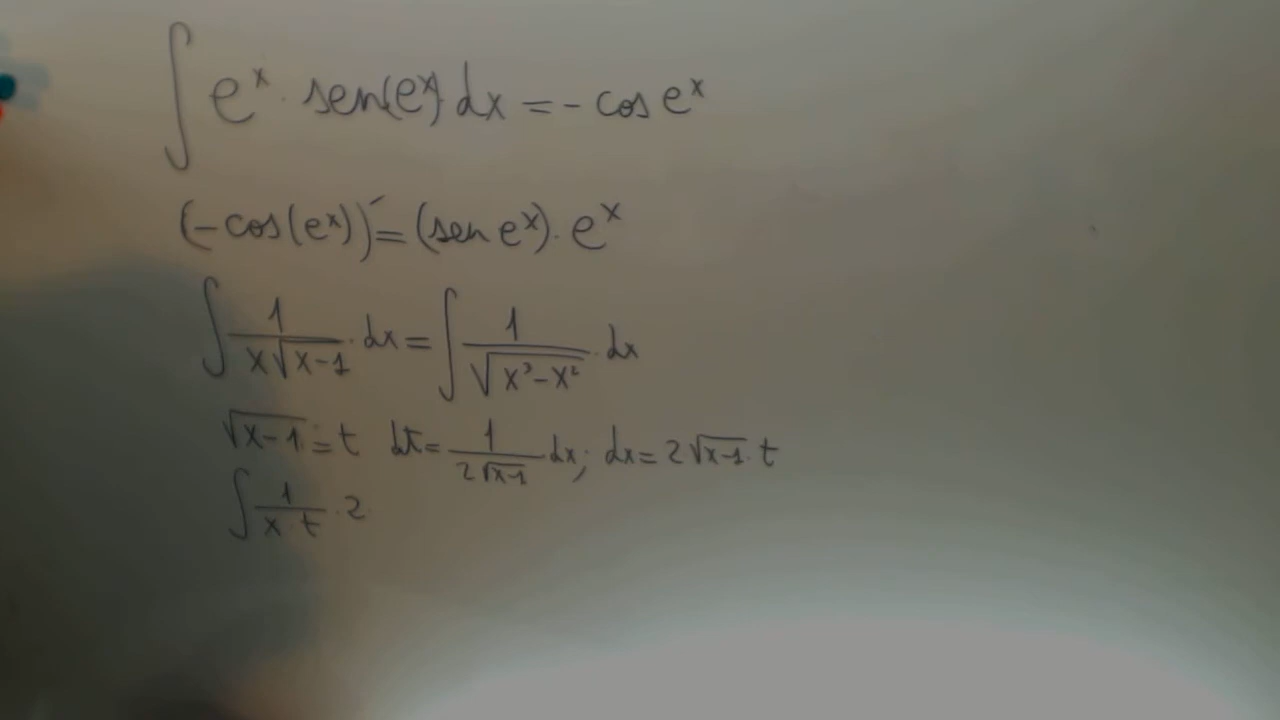 ∫ e^x · sen(e^x) dx = - cos e^x
(- cos(e^x))' = (sen e^x) · e^x
∫ 1/(x√(x-1)) · dx = ∫ 1/√(x³-x²) · dx
√(x-1) = t dt = 1/(2√(x-1)) dx; dx = 2√(x-1) · t
∫ 1/(x t) · 2